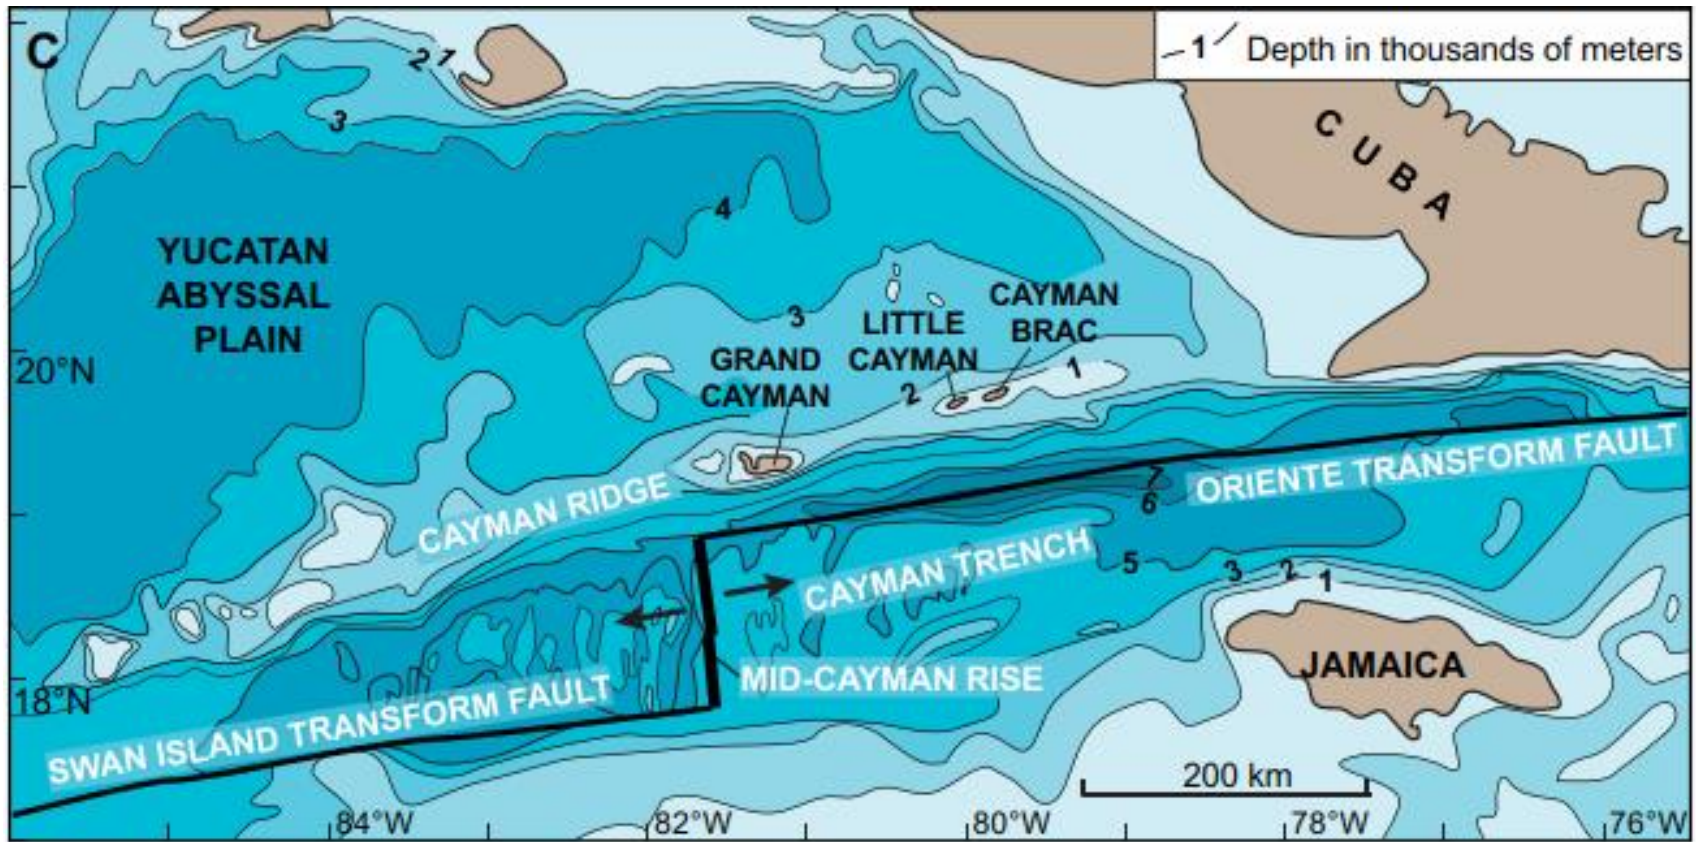 C
1 Depth in thousands of meters
2 1
3
CUBA
4
YUCATAN
ABYSSAL
PLAIN
20°N
3
CAYMAN
BRAC
LITTLE
CAYMAN
GRAND
CAYMAN
2
1
CAYMAN RIDGE
ORIENTE TRANSFORM FAULT
7
6
CAYMAN TRENCH
5
3 2 1
JAMAICA
MID-CAYMAN RISE
18°N
SWAN ISLAND TRANSFORM FAULT
200 km
84°W 82°W 80°W 78°W 76°W